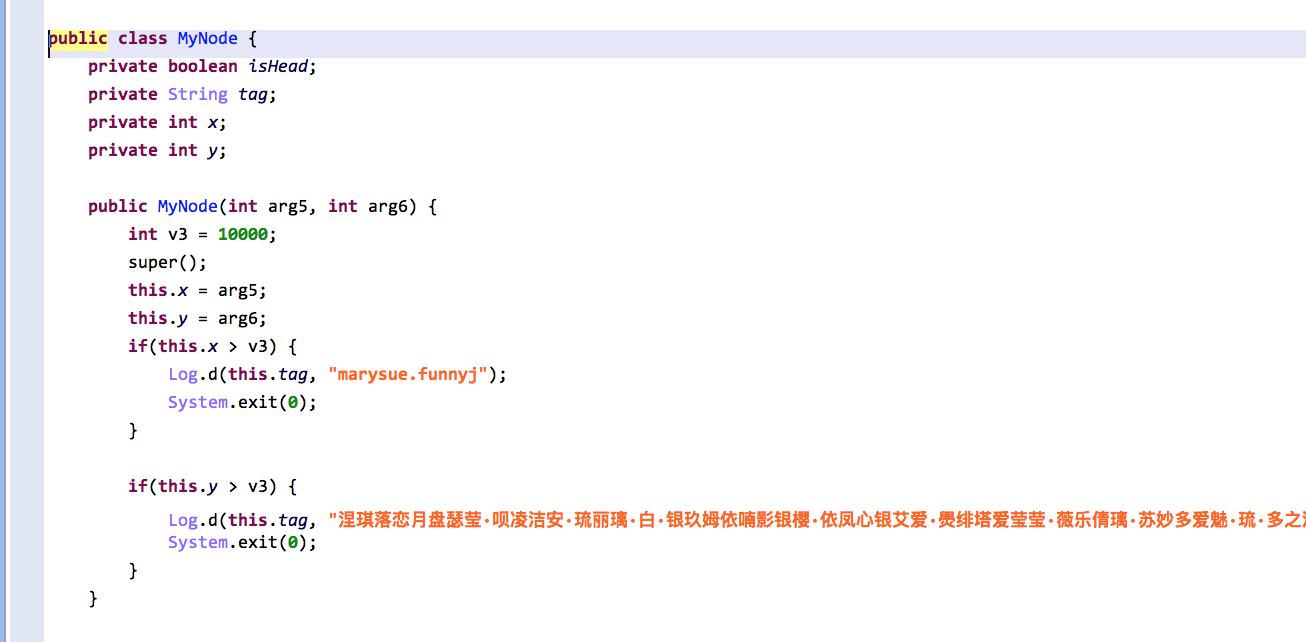 public class MyNode {
private boolean isHead;
private String tag;
private int x;
private int y;
public MyNode(int arg5, int arg6) {
int v3 = 10000;
super();
this.x = arg5;
this.y = arg6;
if(this.x > v3) {
Log.d(this.tag, "marysue.funnyj");
System.exit(0);
}
if(this.y > v3) {
Log.d(this.tag, "涅琪落恋月盘瑟莹·呗凌洁安·琉丽璃·白·银玖姆依喃影银樱·依凤心银艾爱·燢绯塔爱莹莹·薇乐倩璃·苏妙多爱魅·琉·多之
System.exit(0);
}
}